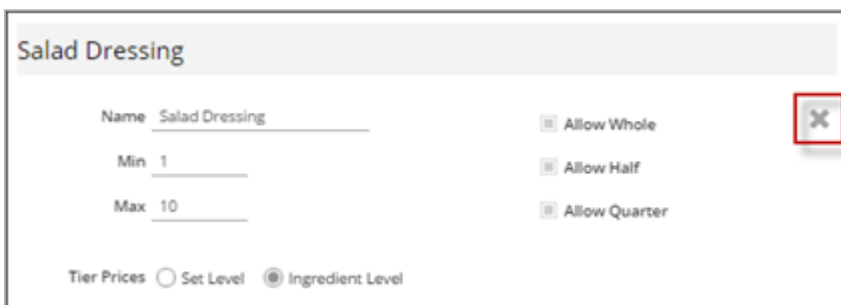 Salad Dressing
Name Salad Dressing
Allow Whole
Min 1
Allow Half
Max 10
Allow Quarter
Tier Prices Set Level Ingredient Level